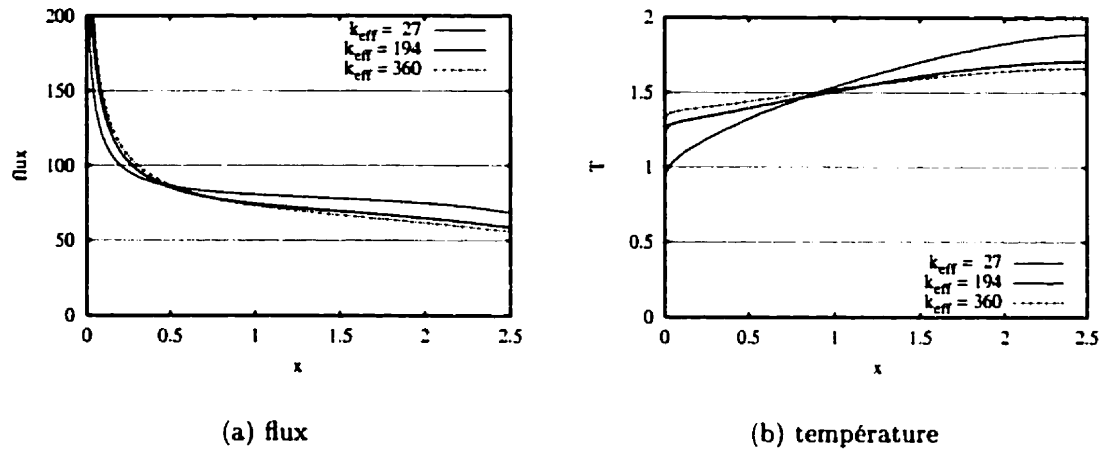 200
150
100
50
0
flux
k_eff = 27
k_eff = 194
k_eff = 360
0 0.5 1 1.5 2 2.5
x
(a) flux
2
1.5
1
0.5
0
T
k_eff = 27
k_eff = 194
k_eff = 360
0 0.5 1 1.5 2 2.5
x
(b) température